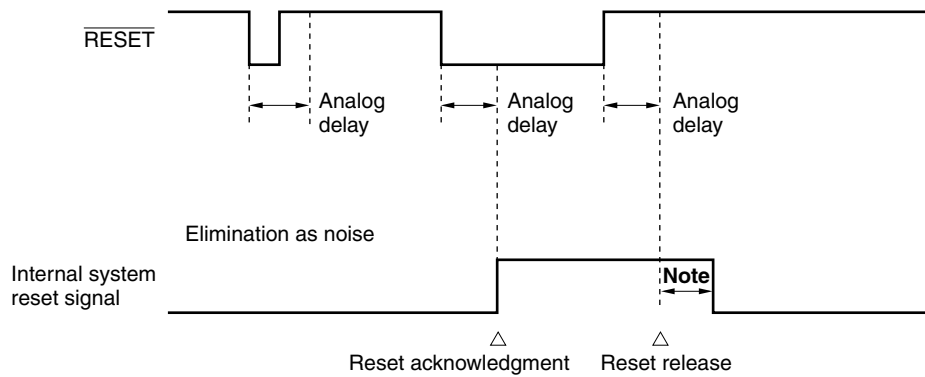 RESET
Analog
delay
Analog
delay
Analog
delay
Elimination as noise
Internal system
reset signal
Note
Reset acknowledgment
Reset release